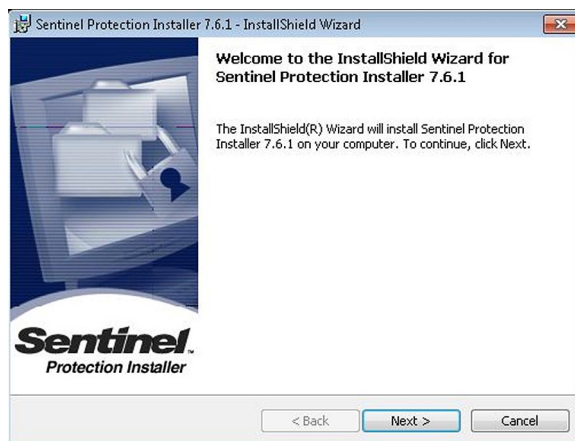 Sentinel Protection Installer 7.6.1 - InstallShield Wizard
Welcome to the InstallShield Wizard for
Sentinel Protection Installer 7.6.1
The InstallShield(R) Wizard will install Sentinel Protection
Installer 7.6.1 on your computer. To continue, click Next.
Sentinel™
Protection Installer
< Back
Next >
Cancel